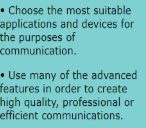 • Choose the most suitable
applications and devices for
the purposes of
communication.
• Use many of the advanced
features in order to create
high quality, professional or
efficient communications.